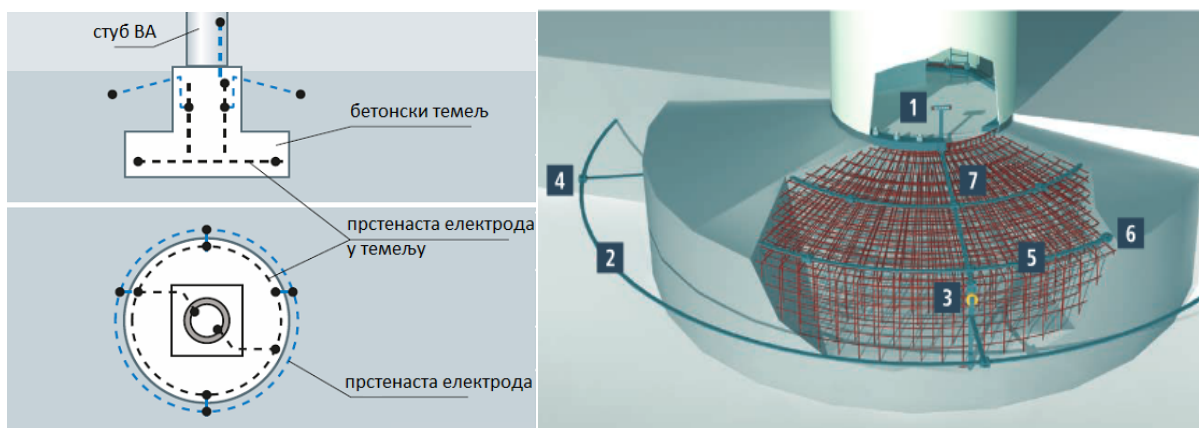 стуб ВА
бетонски темељ
прстенаста електрода
у темељу
прстенаста електрода
1
7
4
6
2
5
3